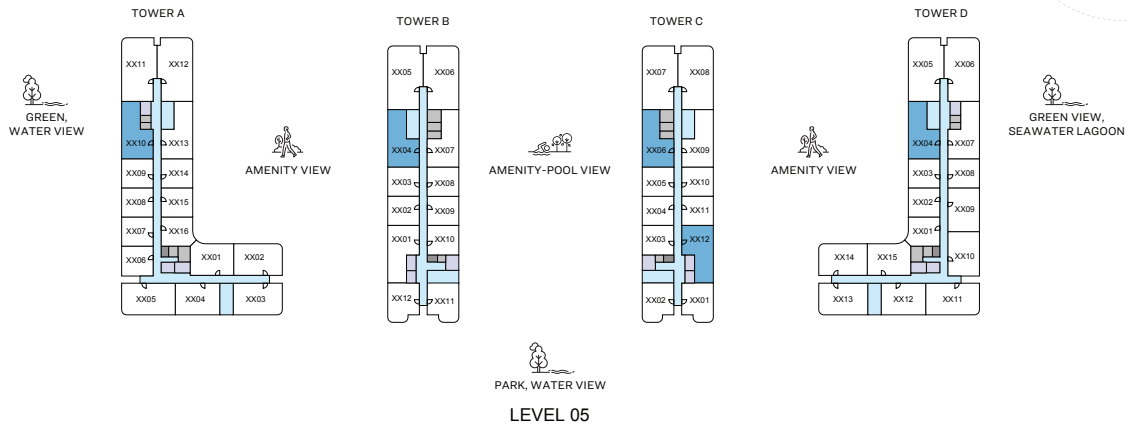 TOWER A
TOWER B
TOWER C
TOWER D
XX11
XX12
XX10
XX13
XX09
XX14
XX08
XX15
XX07
XX16
XX06
XX01
XX02
XX05
XX04
XX03
XX05
XX06
XX04
XX07
XX03
XX08
XX02
XX09
XX01
XX10
XX12
XX11
XX07
XX08
XX06
XX09
XX05
XX10
XX04
XX11
XX03
XX12
XX02
XX01
XX05
XX06
XX04
XX07
XX03
XX08
XX02
XX09
XX01
XX10
XX14
XX15
XX13
XX12
XX11
GREEN,
WATER VIEW
AMENITY VIEW
AMENITY-POOL VIEW
AMENITY VIEW
GREEN VIEW,
SEAWATER LAGOON
PARK, WATER VIEW
LEVEL 05